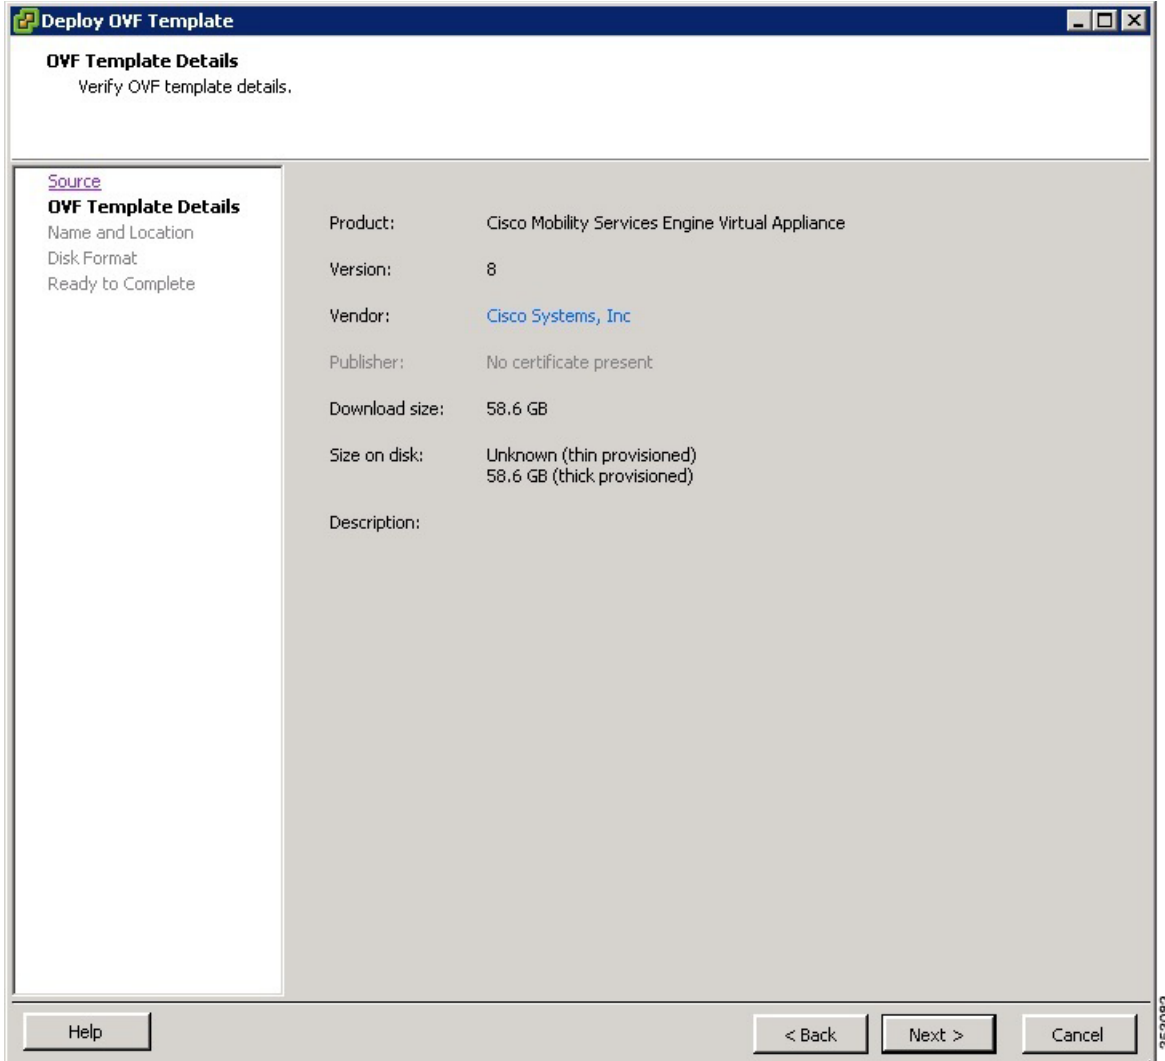 Deploy OVF Template
OVF Template Details
Verify OVF template details.
Source
OVF Template Details
Name and Location
Disk Format
Ready to Complete
Product: Cisco Mobility Services Engine Virtual Appliance
Version: 8
Vendor: Cisco Systems, Inc
Publisher: No certificate present
Download size: 58.6 GB
Size on disk: Unknown (thin provisioned)
58.6 GB (thick provisioned)
Description:
Help
< Back
Next >
Cancel